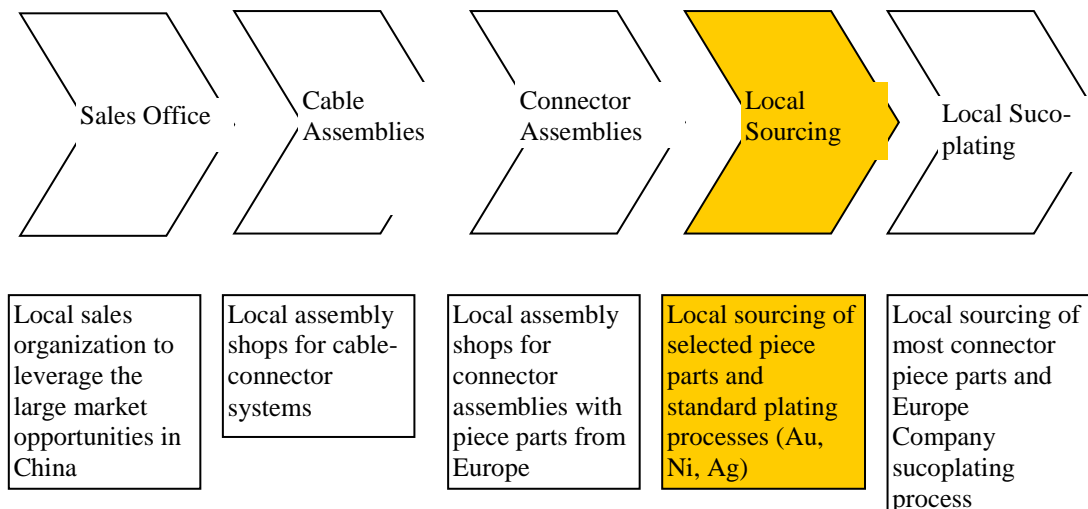 Sales Office
Cable
Assemblies
Connector
Assemblies
Local
Sourcing
Local Suco-
plating
Local sales
organization to
leverage the
large market
opportunities in
China
Local assembly
shops for cable-
connector
systems
Local assembly
shops for
connector
assemblies with
piece parts from
Europe
Local sourcing of
selected piece
parts and
standard plating
processes (Au,
Ni, Ag)
Local sourcing of
most connector
piece parts and
Europe
Company
sucoplating
process